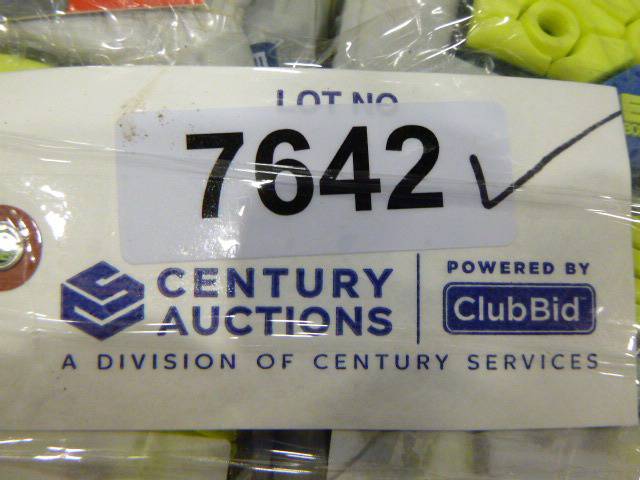 LOT NO
7642
CENTURY
AUCTIONS
POWERED BY
ClubBid
A DIVISION OF CENTURY SERVICES